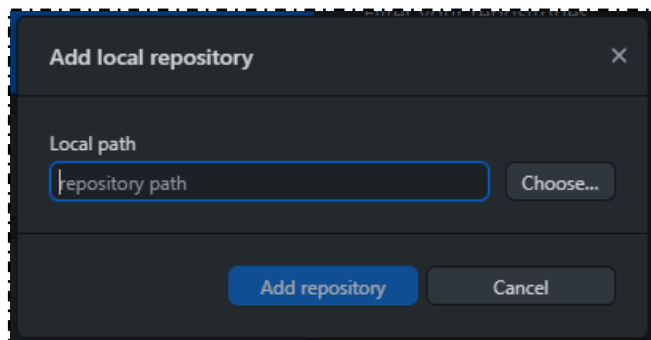 Add local repository
Local path
repository path
Choose...
Add repository
Cancel